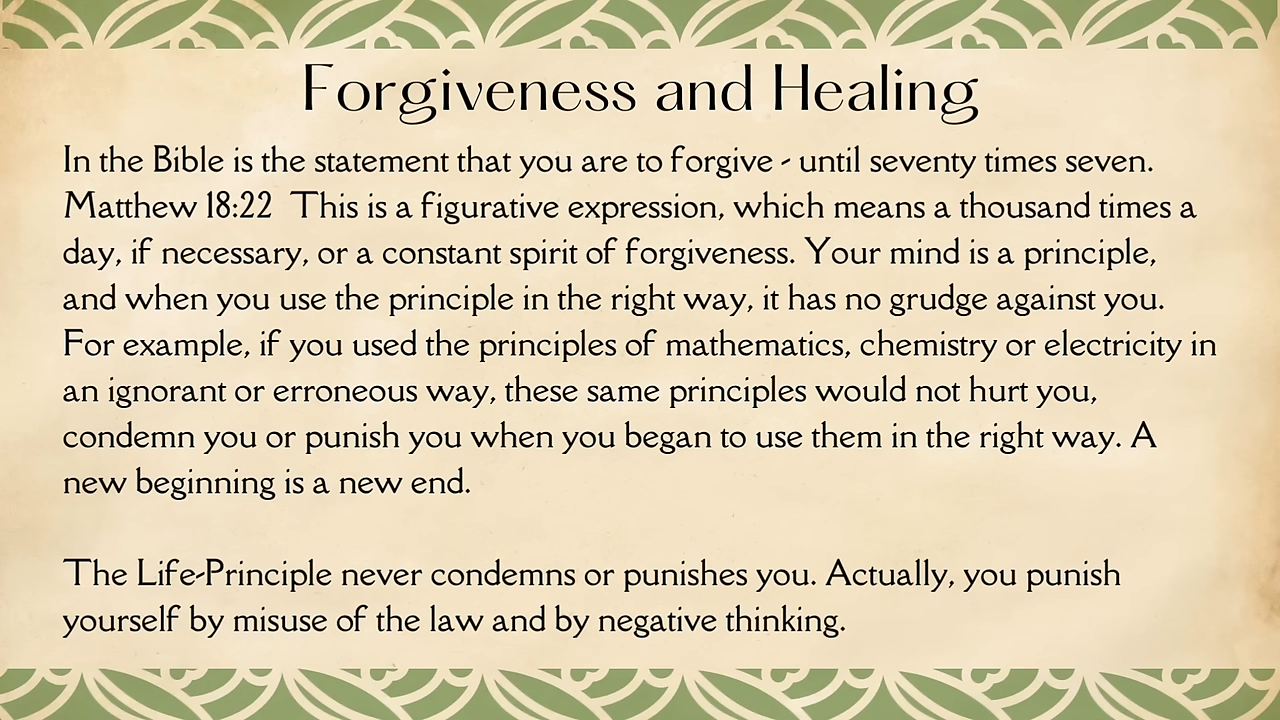 Forgiveness and Healing
In the Bible is the statement that you are to forgive - until seventy times seven.
Matthew 18:22  This is a figurative expression, which means a thousand times a
day, if necessary, or a constant spirit of forgiveness. Your mind is a principle,
and when you use the principle in the right way, it has no grudge against you.
For example, if you used the principles of mathematics, chemistry or electricity in
an ignorant or erroneous way, these same principles would not hurt you,
condemn you or punish you when you began to use them in the right way. A
new beginning is a new end.
The Life-Principle never condemns or punishes you. Actually, you punish
yourself by misuse of the law and by negative thinking.